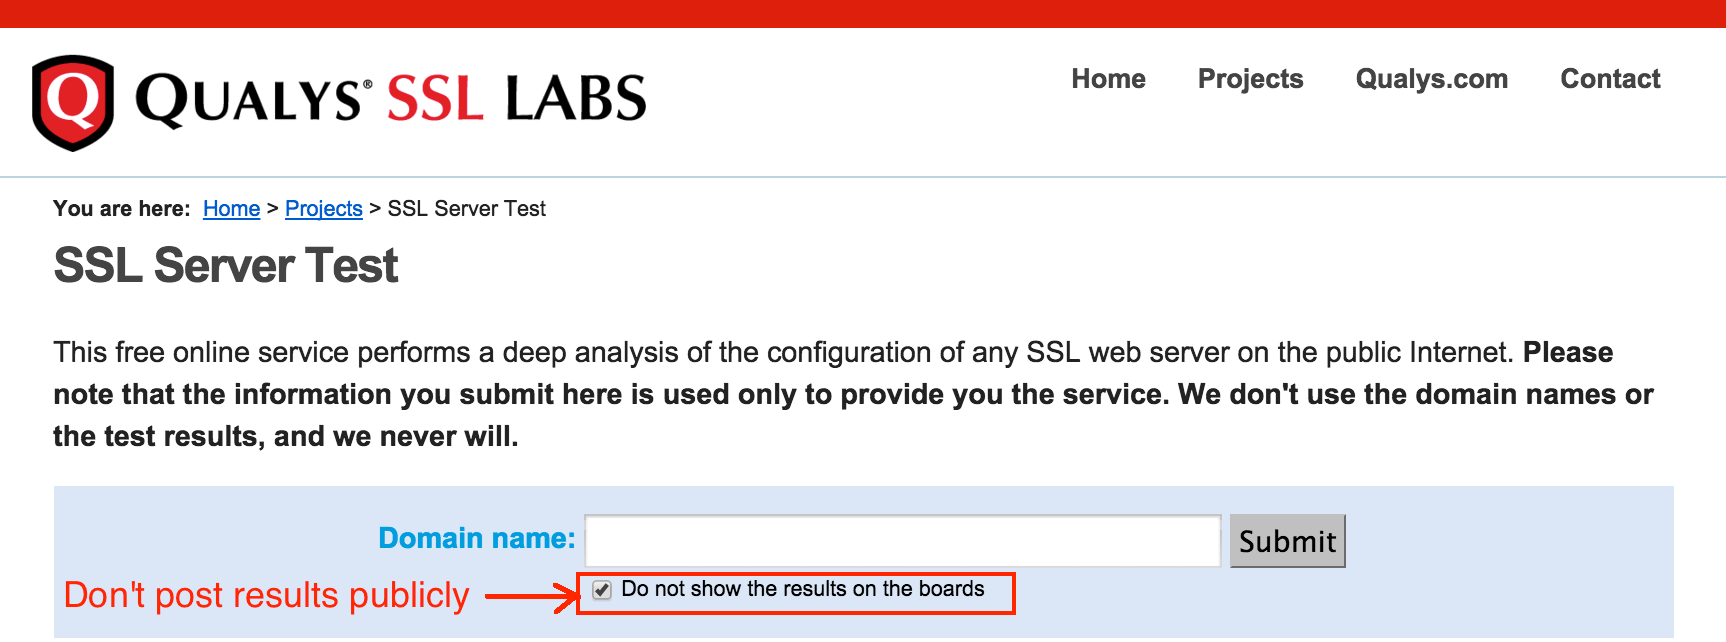 Q QUALYS® SSL LABS
Home Projects Qualys.com Contact
You are here: Home > Projects > SSL Server Test
SSL Server Test
This free online service performs a deep analysis of the configuration of any SSL web server on the public Internet. Please
note that the information you submit here is used only to provide you the service. We don't use the domain names or
the test results, and we never will.
Domain name: Submit
Don't post results publicly Do not show the results on the boards